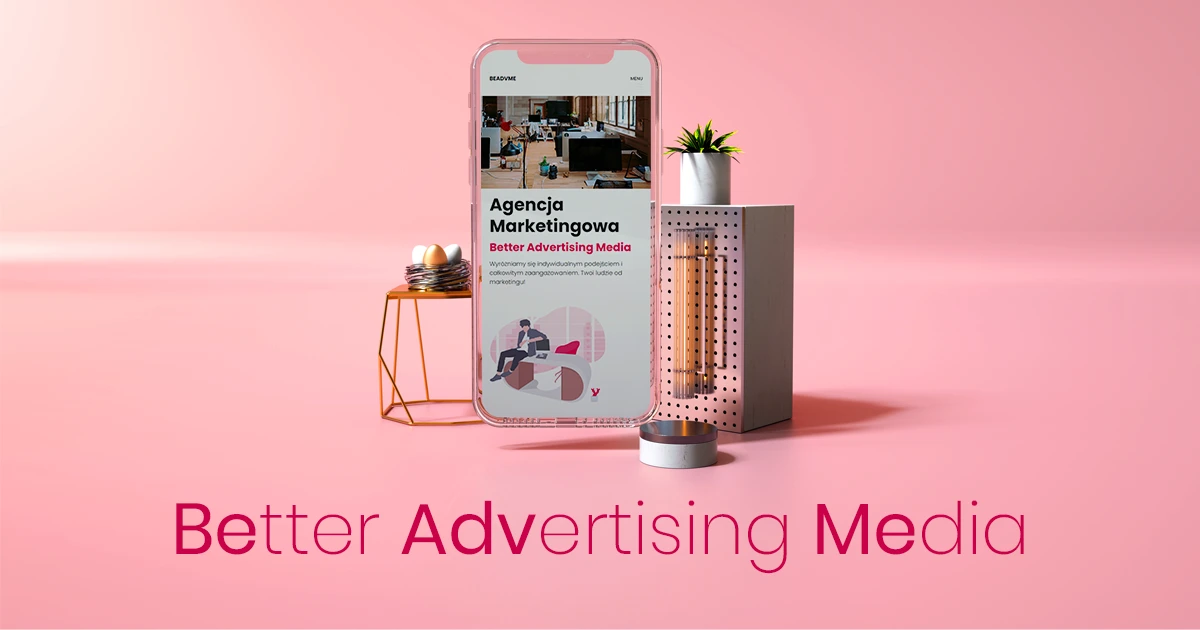 BEADVME
MENU
Agencja
Marketingowa
Better Advertising Media
Wyróżniamy się indywidualnym podejściem i
całkowitym zaangażowaniem. Twoi ludzie od
marketingu!
Better Advertising Media